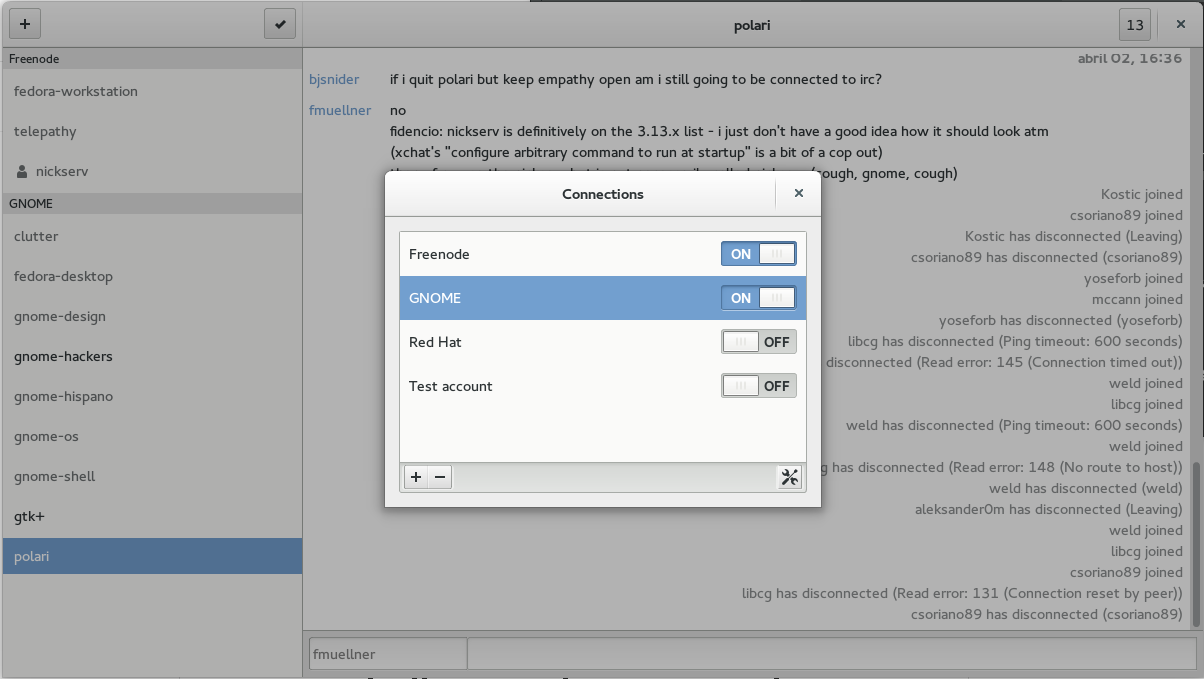 polari
13
Freenode
fedora-workstation
telepathy
nickserv
GNOME
clutter
fedora-desktop
gnome-design
gnome-hackers
gnome-hispano
gnome-os
gnome-shell
gtk+
polari
abril 02, 16:36
bjsnider if i quit polari but keep empathy open am i still going to be connected to irc?
fmuellner no
fidencio: nickserv is definitively on the 3.13.x list - i just don't have a good idea how it should look atm
(xchat's "configure arbitrary command to run at startup" is a bit of a cop out)
(cough, gnome, cough)
Kostic joined
csoriano89 joined
Kostic has disconnected (Leaving)
csoriano89 has disconnected (csoriano89)
yoseforb joined
mccann joined
yoseforb has disconnected (yoseforb)
libcg has disconnected (Ping timeout: 600 seconds)
disconnected (Read error: 145 (Connection timed out))
weld joined
libcg joined
weld has disconnected (Ping timeout: 600 seconds)
weld joined
g has disconnected (Read error: 148 (No route to host))
weld has disconnected (weld)
aleksander0m has disconnected (Leaving)
weld joined
libcg joined
csoriano89 joined
libcg has disconnected (Read error: 131 (Connection reset by peer))
csoriano89 has disconnected (csoriano89)
fmuellner
Connections
Freenode ON
GNOME ON
Red Hat OFF
Test account OFF